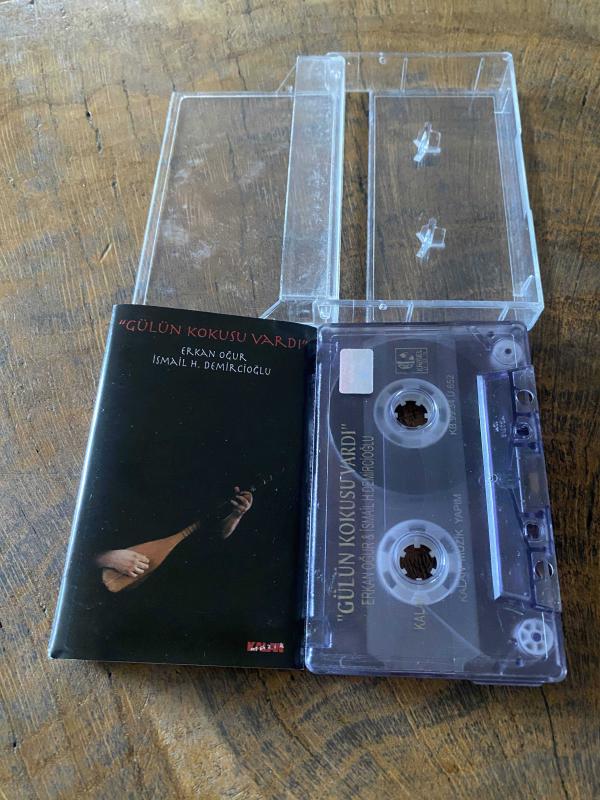 "GÜLÜN KOKUSU VARDI"
ERKAN OĞUR
İSMAİL H. DEMİRCİOĞLU
KALAN
"GÜLÜN KOKUSU VARDI"
ERKAN OĞUR & İSMAİL H.DEMİRCİOĞLU
KALAN MÜZİK YAPIM